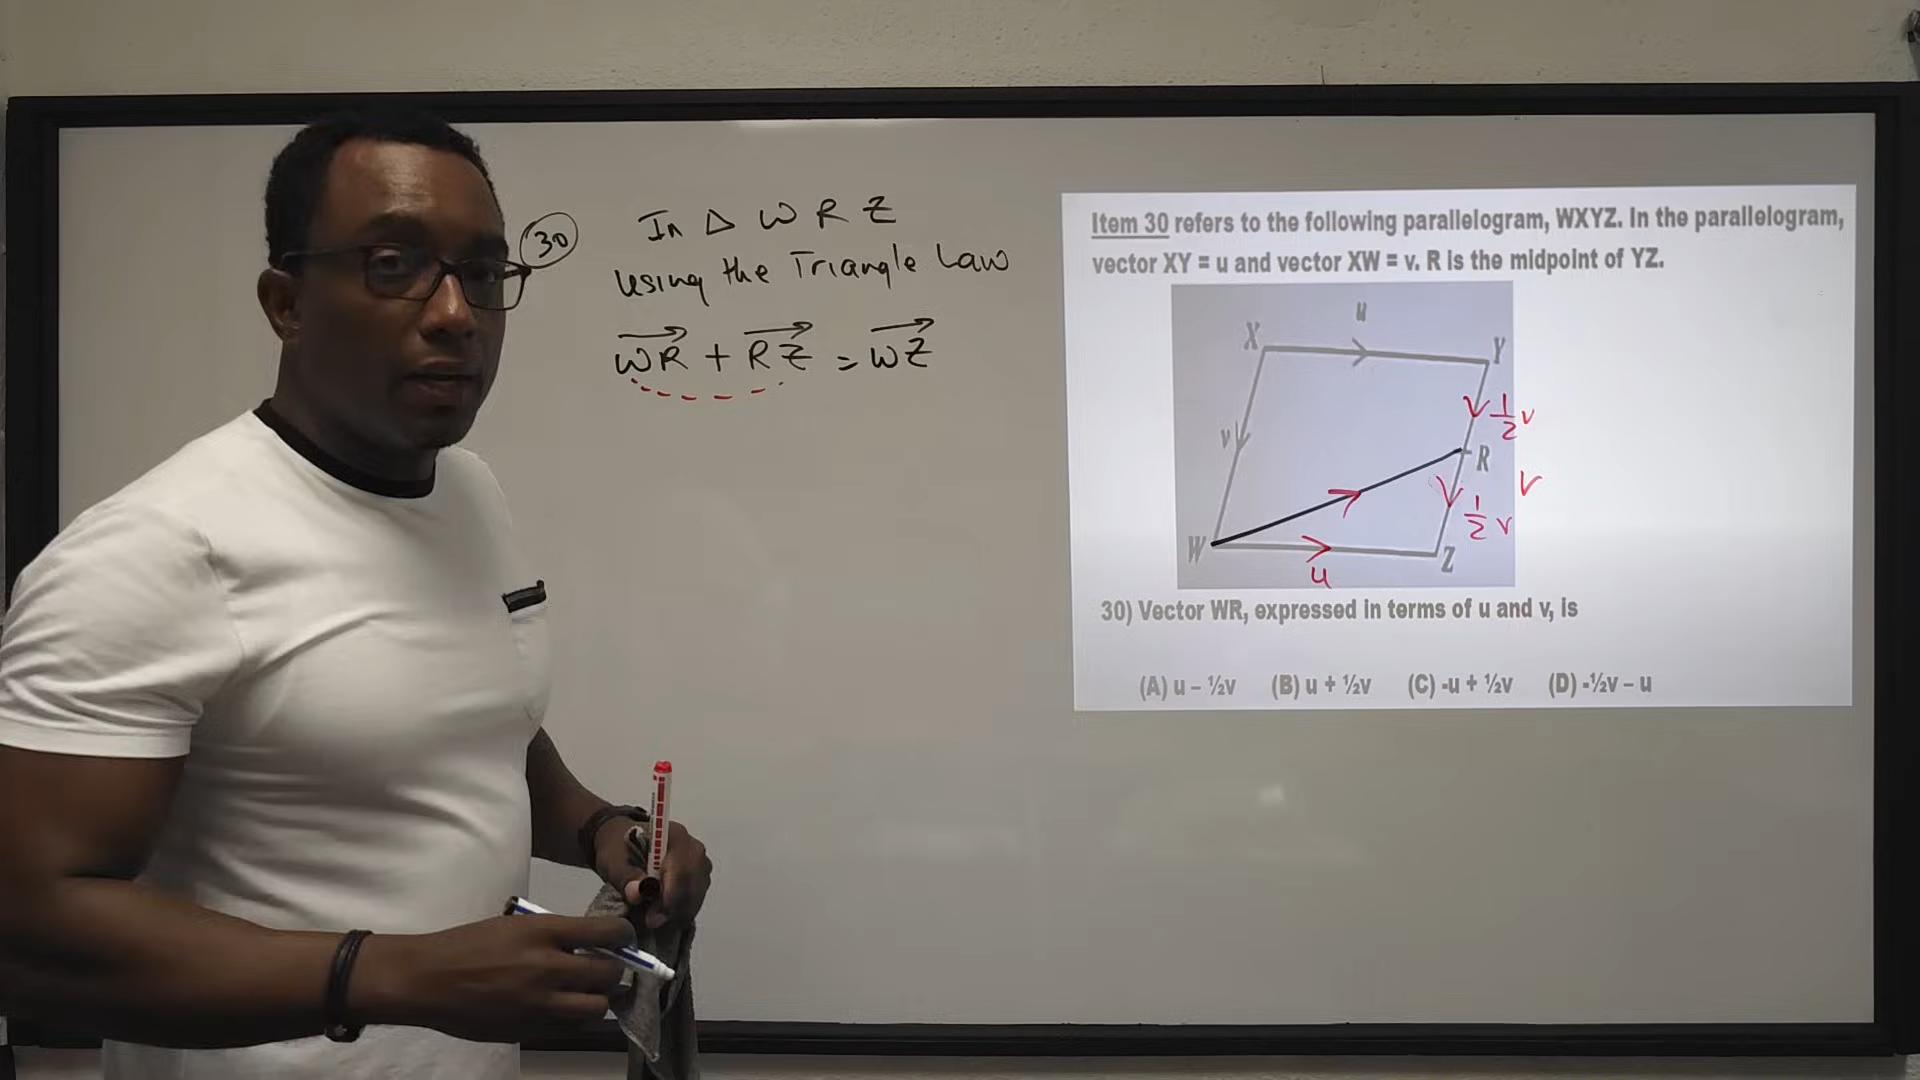 30
In △ W R Z
using the Triangle Law
WR + RZ = WZ
Item 30 refers to the following parallelogram, WXYZ. In the parallelogram,
vector XY = u and vector XW = v. R is the midpoint of YZ.
u
X
Y
1/2 v
v
R
v
1/2 v
W
Z
u
30) Vector WR, expressed in terms of u and v, is
(A) u – ½v (B) u + ½v (C) -u + ½v (D) -½v – u